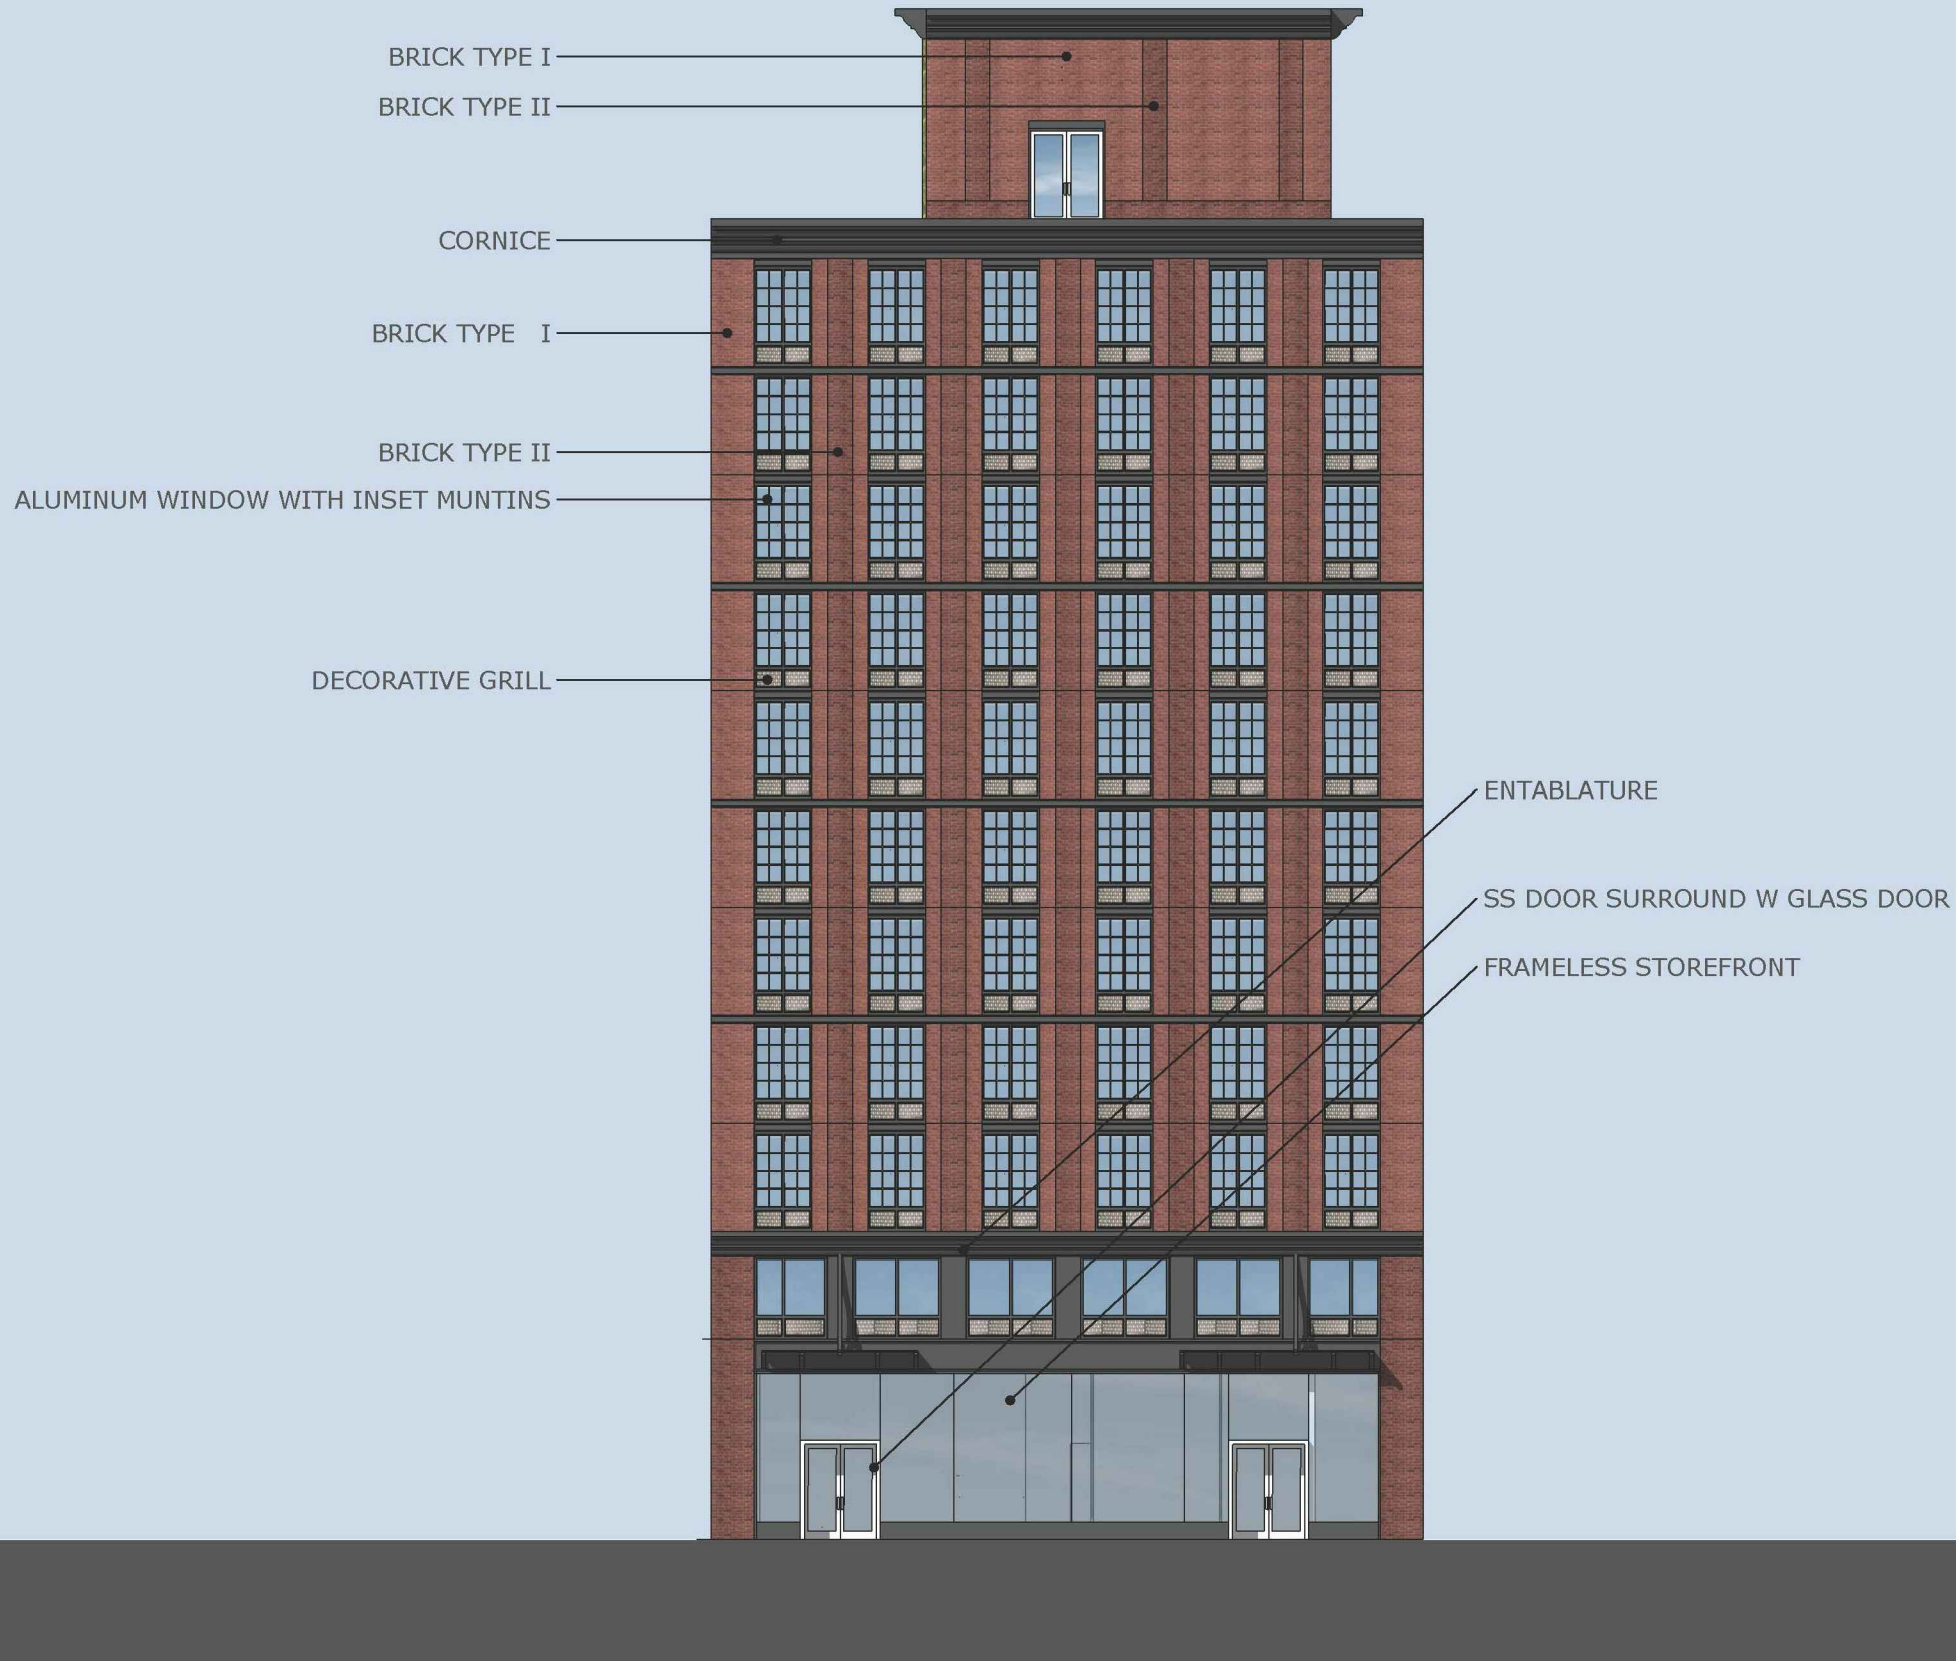 BRICK TYPE I
BRICK TYPE II
CORNICE
BRICK TYPE I
BRICK TYPE II
ALUMINUM WINDOW WITH INSET MUNTINS
DECORATIVE GRILL
ENTABLATURE
SS DOOR SURROUND W GLASS DOOR
FRAMELESS STOREFRONT